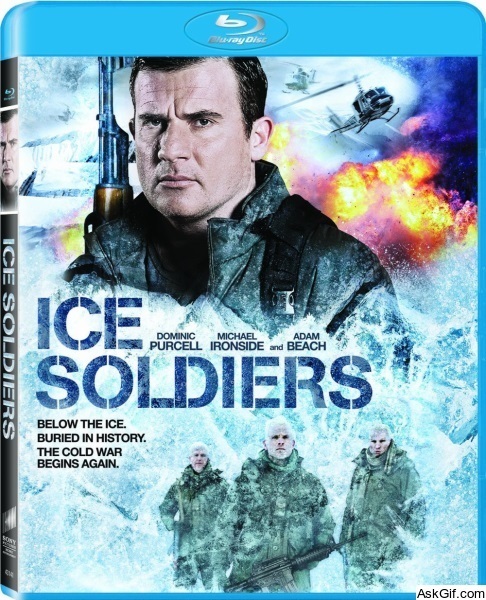 Blu-ray Disc
ICE
DOMINIC MICHAEL ADAM
PURCELL IRONSIDE and BEACH
SOLDIERS
BELOW THE ICE.
BURIED IN HISTORY.
THE COLD WAR
BEGINS AGAIN.
ICE SOLDIERS
SONY
AskGif.com